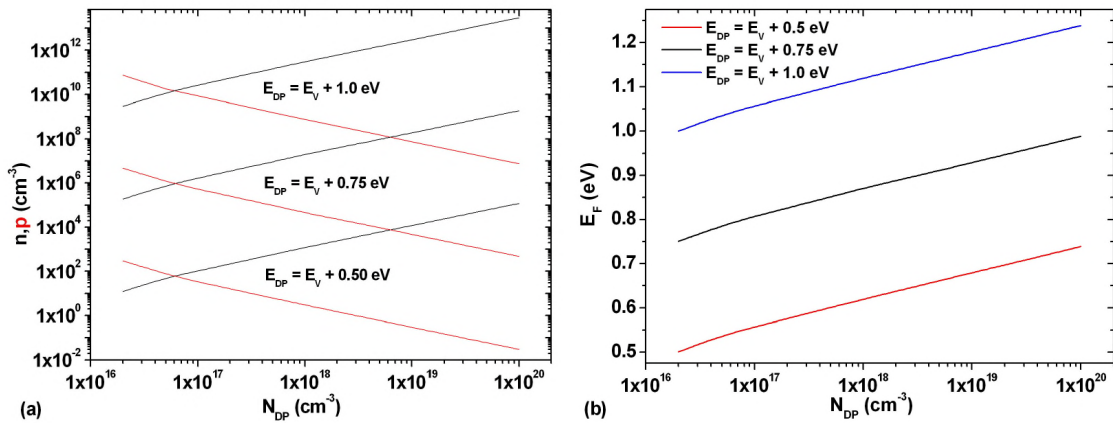 1x10^12
1x10^10
1x10^8
1x10^6
1x10^4
1x10^2
1x10^0
1x10^-2
n,p (cm^-3)
E_DP = E_V + 1.0 eV
E_DP = E_V + 0.75 eV
E_DP = E_V + 0.50 eV
1x10^16
1x10^17
1x10^18
1x10^19
1x10^20
N_DP (cm^-3)
(a)
1.2
1.1
1.0
0.9
0.8
0.7
0.6
0.5
E_F (eV)
E_DP = E_V + 0.5 eV
E_DP = E_V + 0.75 eV
E_DP = E_V + 1.0 eV
1x10^16
1x10^17
1x10^18
1x10^19
1x10^20
N_DP (cm^-3)
(b)